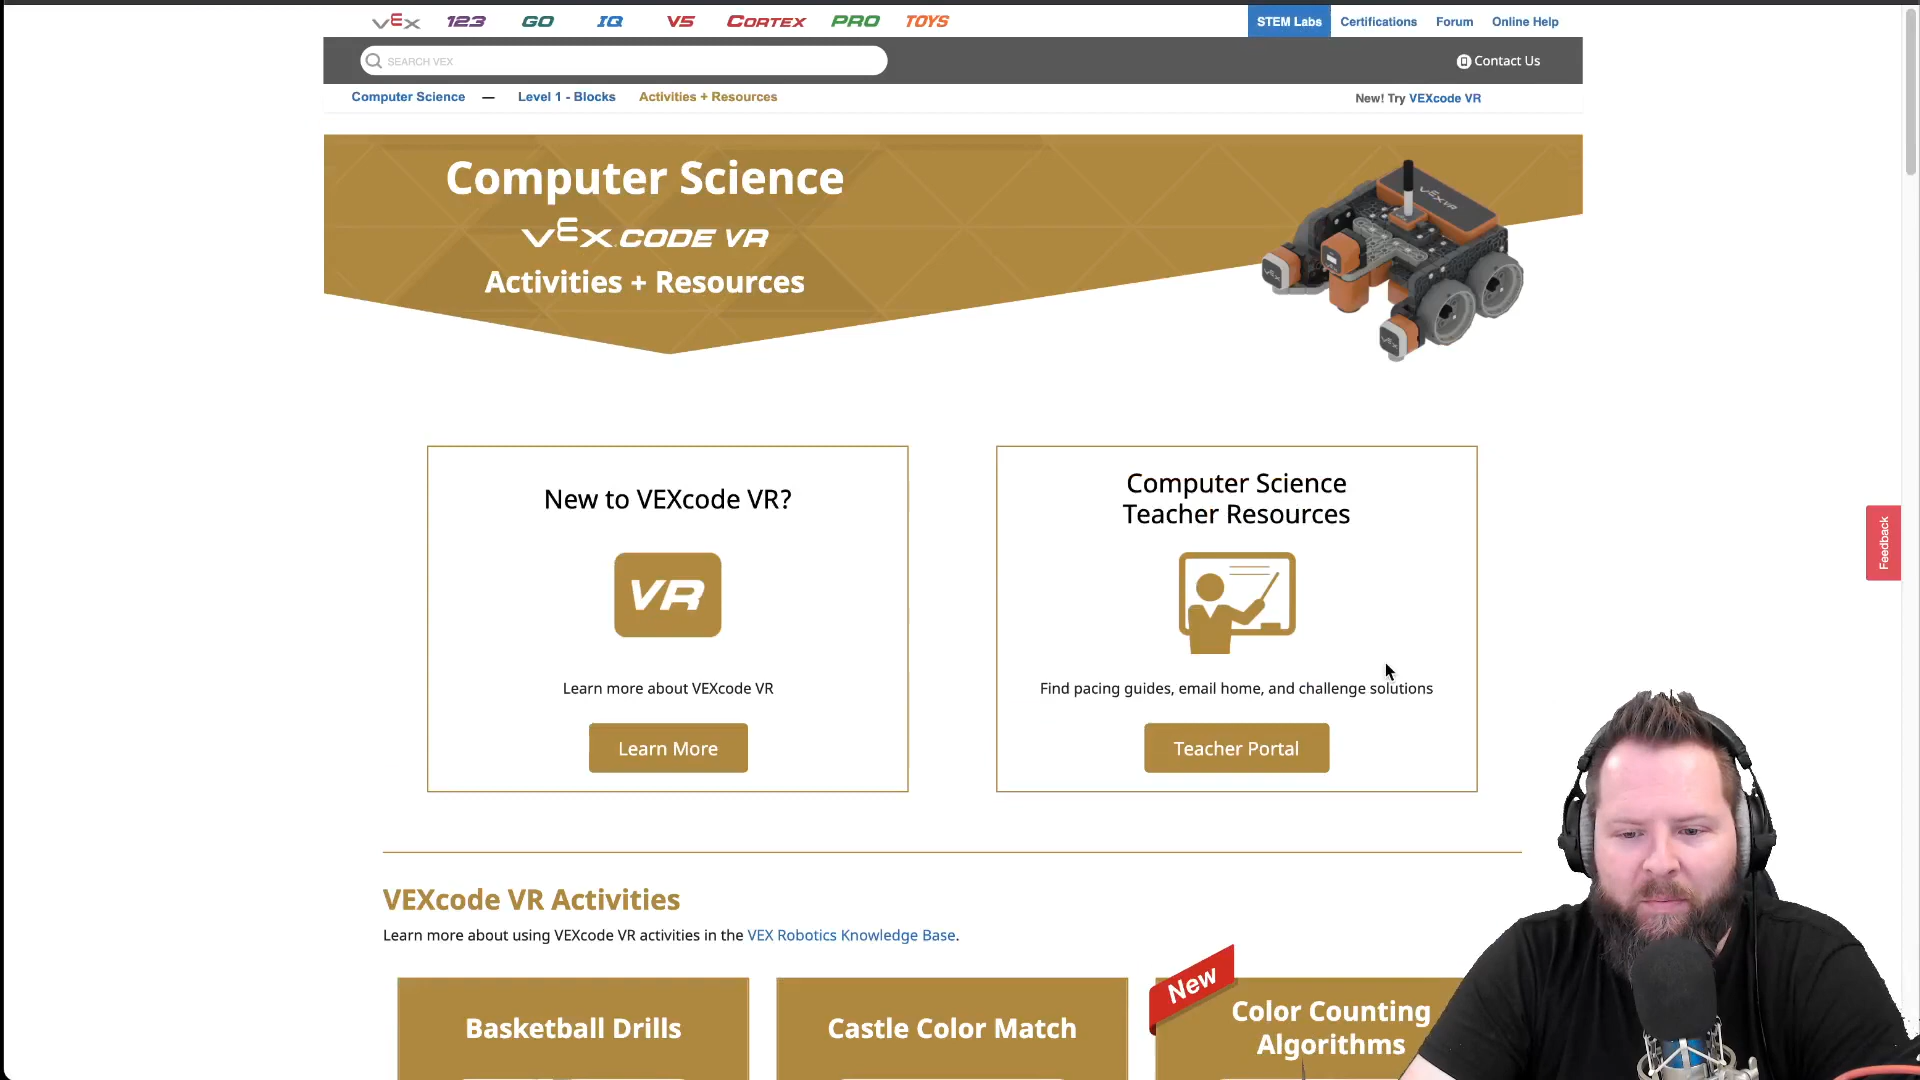 VEX 123 GO IQ V5 CORTEX PRO TOYS
STEM Labs Certifications Forum Online Help
SEARCH VEX
Contact Us
Computer Science — Level 1 - Blocks Activities + Resources
New! Try VEXcode VR
Computer Science
VEXCODE VR
Activities + Resources
VEXVR
New to VEXcode VR?
VR
Learn more about VEXcode VR
Learn More
Computer Science
Teacher Resources
Find pacing guides, email home, and challenge solutions
Teacher Portal
Feedback
VEXcode VR Activities
Learn more about using VEXcode VR activities in the VEX Robotics Knowledge Base.
Basketball Drills
Castle Color Match
New
Color Counting
Algorithms